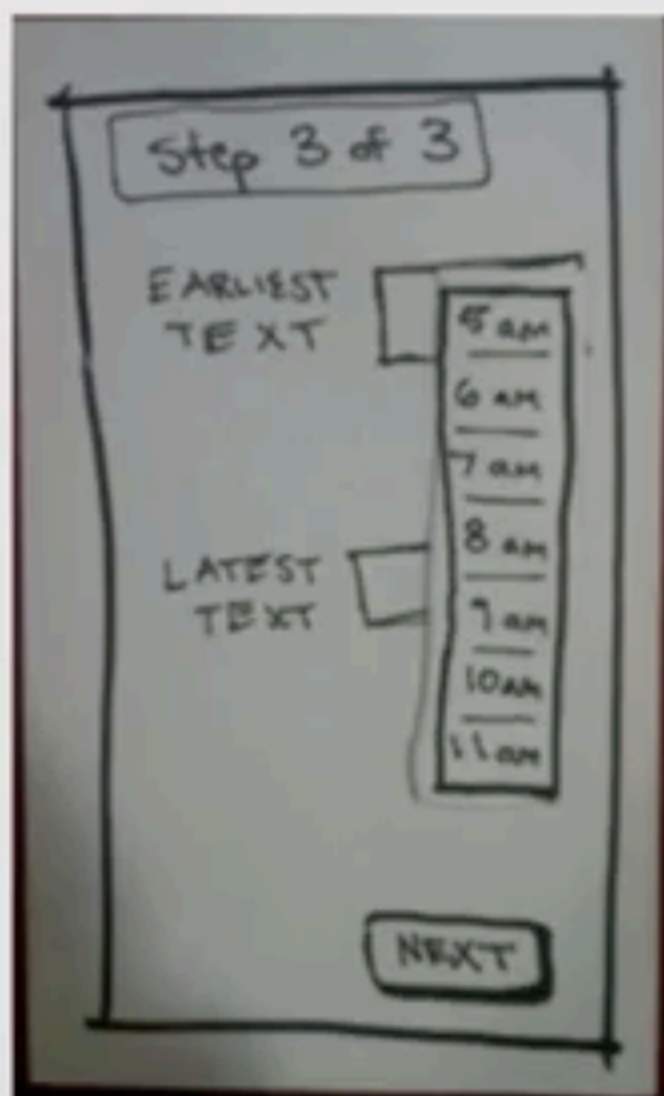 Step 3 of 3
EARLIEST
TEXT
5 am
6 am
7 am
8 am
LATEST
TEXT
9 am
10 am
11 am
NEXT